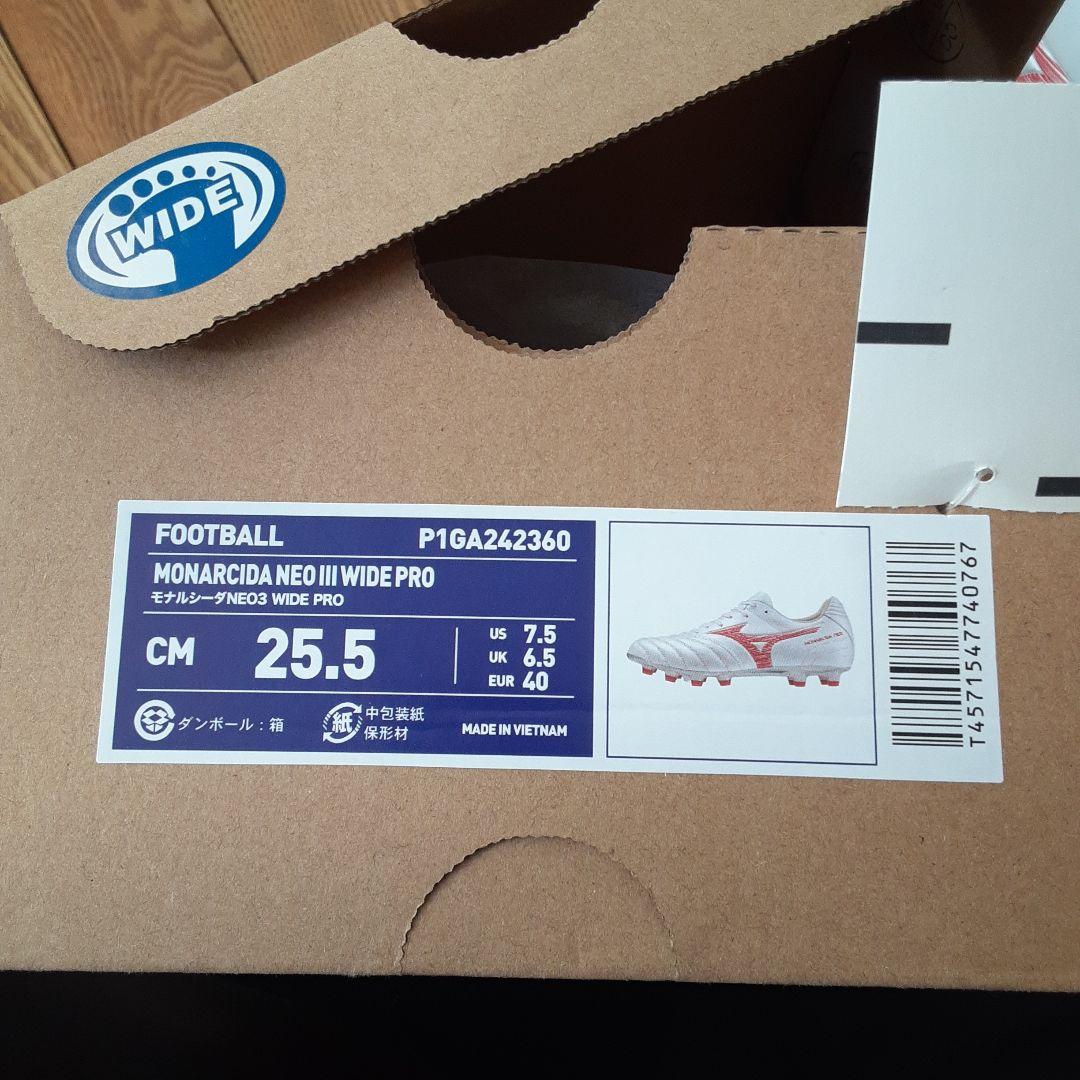 WIDE
FOOTBALL P1GA242360
MONARCIDA NEO III WIDE PRO
モナルシーダNEO3 WIDE PRO
CM 25.5
US 7.5
UK 6.5
EUR 40
ダンボール：箱
紙 中包装紙
保形材
MADE IN VIETNAM
T4571547740767